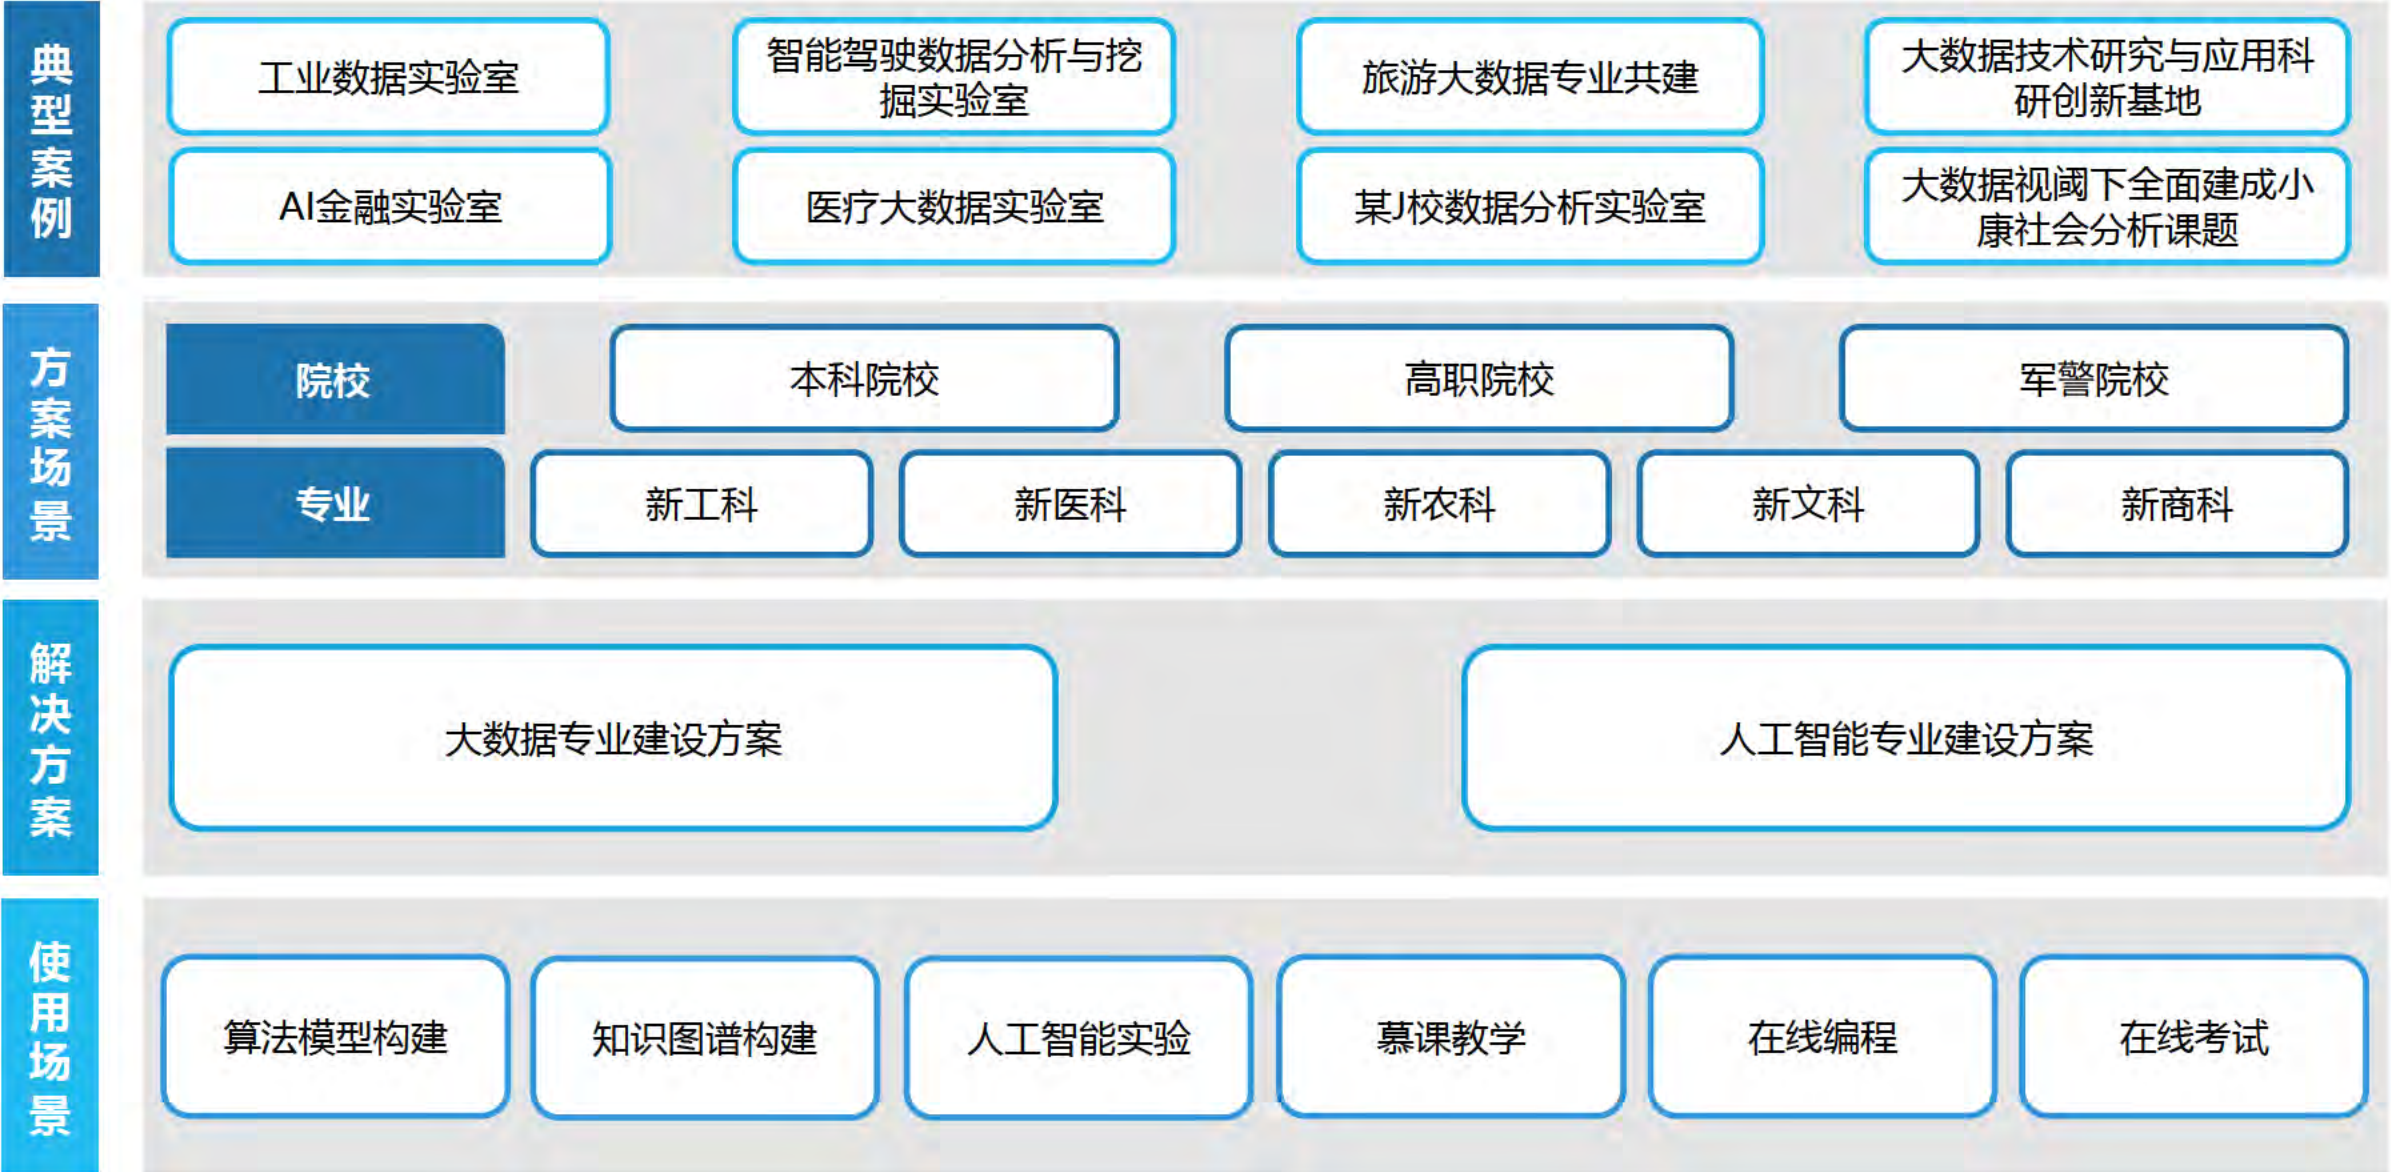 典型案例
工业数据实验室
智能驾驶数据分析与挖
掘实验室
旅游大数据专业共建
大数据技术研究与应用科
研创新基地
AI金融实验室
医疗大数据实验室
某J校数据分析实验室
大数据视阈下全面建成小
康社会分析课题
方案场景
院校
本科院校
高职院校
军警院校
专业
新工科
新医科
新农科
新文科
新商科
解决方案
大数据专业建设方案
人工智能专业建设方案
使用场景
算法模型构建
知识图谱构建
人工智能实验
慕课教学
在线编程
在线考试